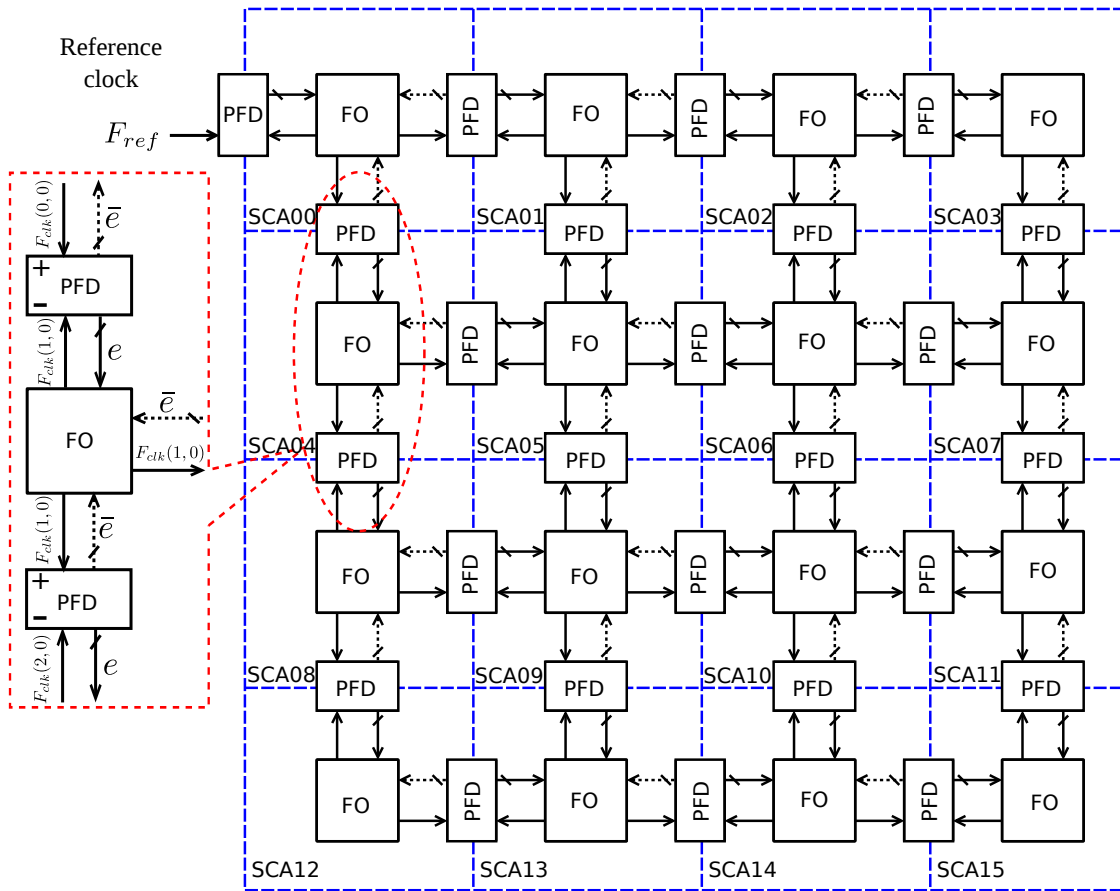 Reference
clock
F_ref
PFD FO PFD FO PFD FO PFD FO
SCA00 SCA01 SCA02 SCA03
PFD PFD PFD PFD
FO PFD FO PFD FO PFD FO
SCA04 SCA05 SCA06 SCA07
PFD PFD PFD PFD
FO PFD FO PFD FO PFD FO
SCA08 SCA09 SCA10 SCA11
PFD PFD PFD PFD
FO PFD FO PFD FO PFD FO
SCA12 SCA13 SCA14 SCA15
F_clk(0,0) ē
+
PFD
−
F_clk(1,0) e
FO
ē
F_clk(1,0)
F_clk(1,0) ē
+
PFD
−
F_clk(2,0) e